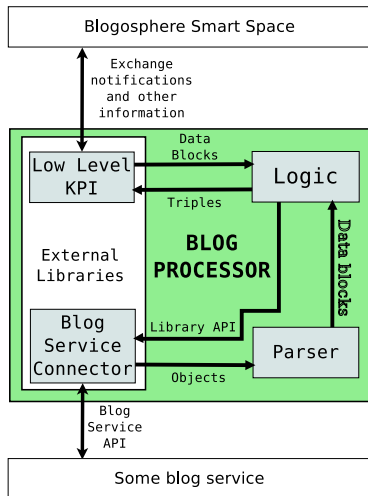 Blogosphere Smart Space
Exchange
notifications
and other
information
Data
Blocks
Low Level
KPI
Logic
Triples
External
Libraries
BLOG
PROCESSOR
Data blocks
Library API
Blog
Service
Connector
Parser
Objects
Blog
Service
API
Some blog service